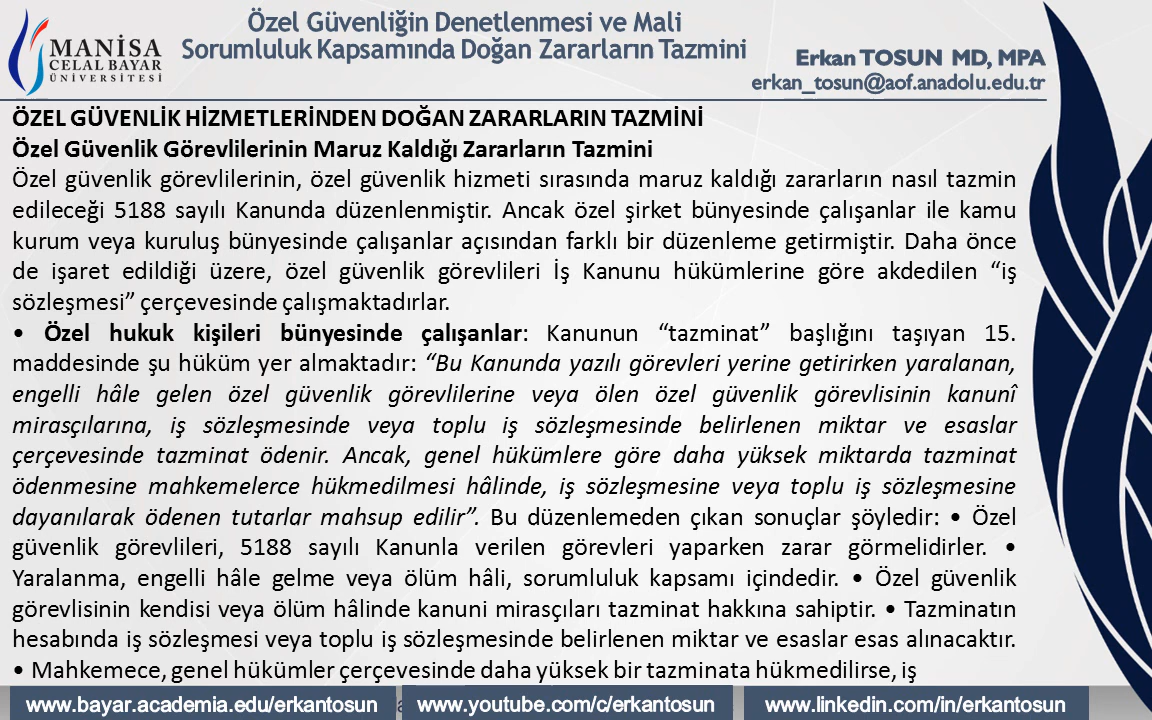 MANİSA
CELAL BAYAR
ÜNİVERSİTESİ
Özel Güvenliğin Denetlenmesi ve Mali
Sorumluluk Kapsamında Doğan Zararların Tazmini
Erkan TOSUN MD, MPA
erkan_tosun@aof.anadolu.edu.tr
ÖZEL GÜVENLİK HİZMETLERİNDEN DOĞAN ZARARLARIN TAZMİNİ
Özel Güvenlik Görevlilerinin Maruz Kaldığı Zararların Tazmini
Özel güvenlik görevlilerinin, özel güvenlik hizmeti sırasında maruz kaldığı zararların nasıl tazmin
edileceği 5188 sayılı Kanunda düzenlenmiştir. Ancak özel şirket bünyesinde çalışanlar ile kamu
kurum veya kuruluş bünyesinde çalışanlar açısından farklı bir düzenleme getirmiştir. Daha önce
de işaret edildiği üzere, özel güvenlik görevlileri İş Kanunu hükümlerine göre akdedilen “iş
sözleşmesi” çerçevesinde çalışmaktadırlar.
• Özel hukuk kişileri bünyesinde çalışanlar: Kanunun “tazminat” başlığını taşıyan 15.
maddesinde şu hüküm yer almaktadır: “Bu Kanunda yazılı görevleri yerine getirirken yaralanan,
engelli hâle gelen özel güvenlik görevlilerine veya ölen özel güvenlik görevlisinin kanunî
mirasçılarına, iş sözleşmesinde veya toplu iş sözleşmesinde belirlenen miktar ve esaslar
çerçevesinde tazminat ödenir. Ancak, genel hükümlere göre daha yüksek miktarda tazminat
ödenmesine mahkemelerce hükmedilmesi hâlinde, iş sözleşmesine veya toplu iş sözleşmesine
dayanılarak ödenen tutarlar mahsup edilir”. Bu düzenlemeden çıkan sonuçlar şöyledir: • Özel
güvenlik görevlileri, 5188 sayılı Kanunla verilen görevleri yaparken zarar görmelidirler. •
Yaralanma, engelli hâle gelme veya ölüm hâli, sorumluluk kapsamı içindedir. • Özel güvenlik
görevlisinin kendisi veya ölüm hâlinde kanuni mirasçıları tazminat hakkına sahiptir. • Tazminatın
hesabında iş sözleşmesi veya toplu iş sözleşmesinde belirlenen miktar ve esaslar esas alınacaktır.
• Mahkemece, genel hükümler çerçevesinde daha yüksek bir tazminata hükmedilirse, iş
www.bayar.academia.edu/erkantosun
www.youtube.com/c/erkantosun
www.linkedin.com/in/erkantosun